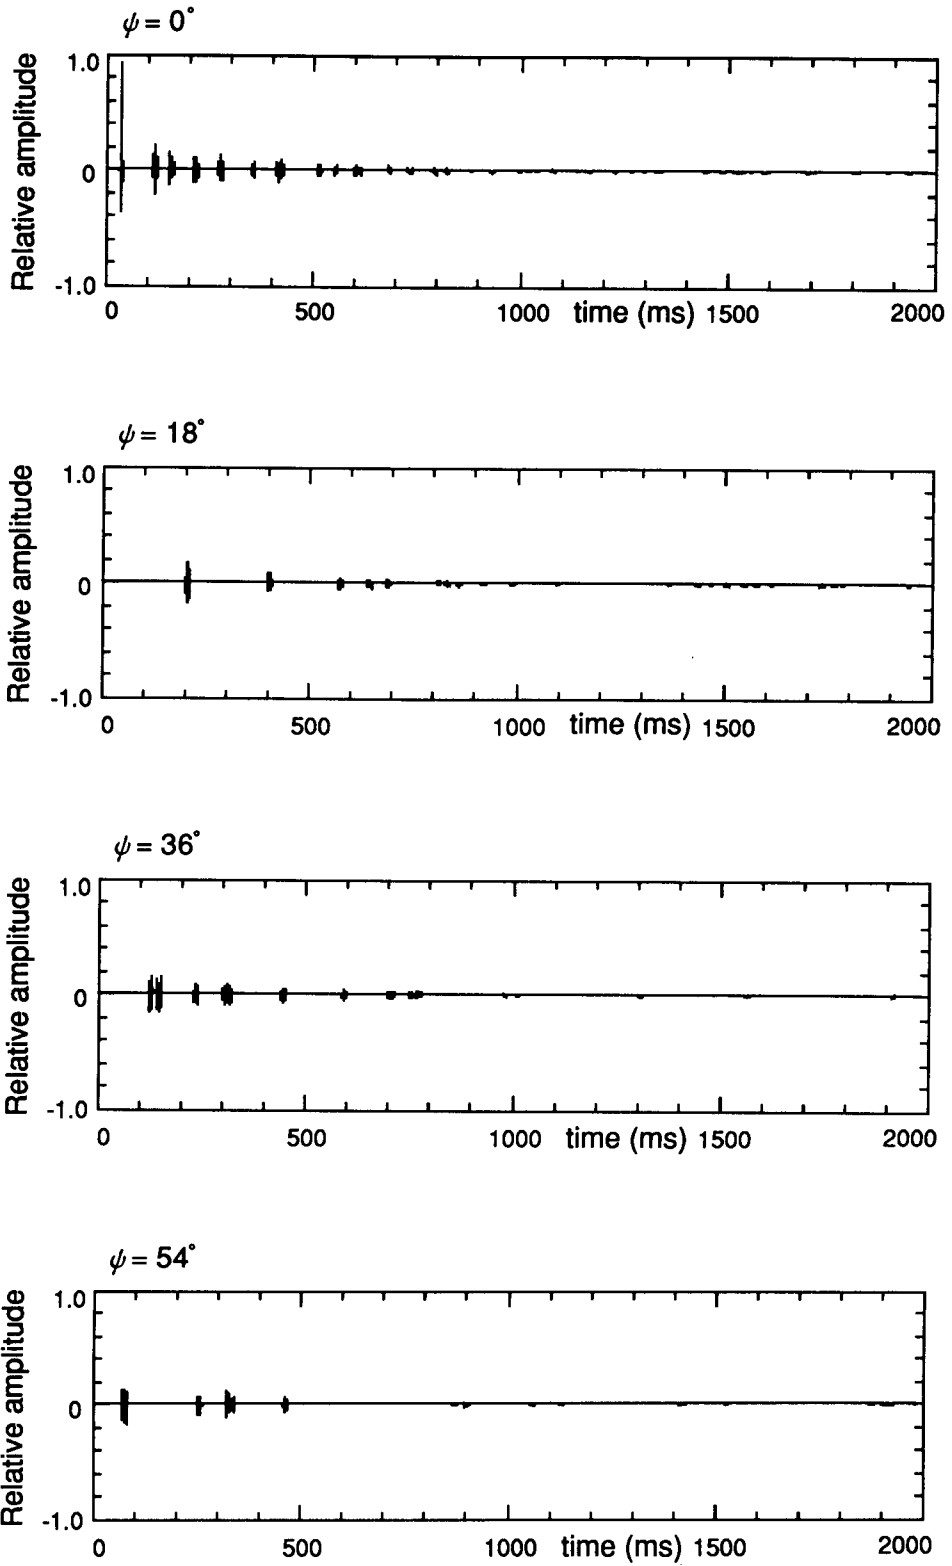 ψ = 0°
Relative amplitude
1.0
0
-1.0
0 500 1000 time (ms) 1500 2000
ψ = 18°
Relative amplitude
1.0
0
-1.0
0 500 1000 time (ms) 1500 2000
ψ = 36°
Relative amplitude
1.0
0
-1.0
0 500 1000 time (ms) 1500 2000
ψ = 54°
Relative amplitude
1.0
0
-1.0
0 500 1000 time (ms) 1500 2000